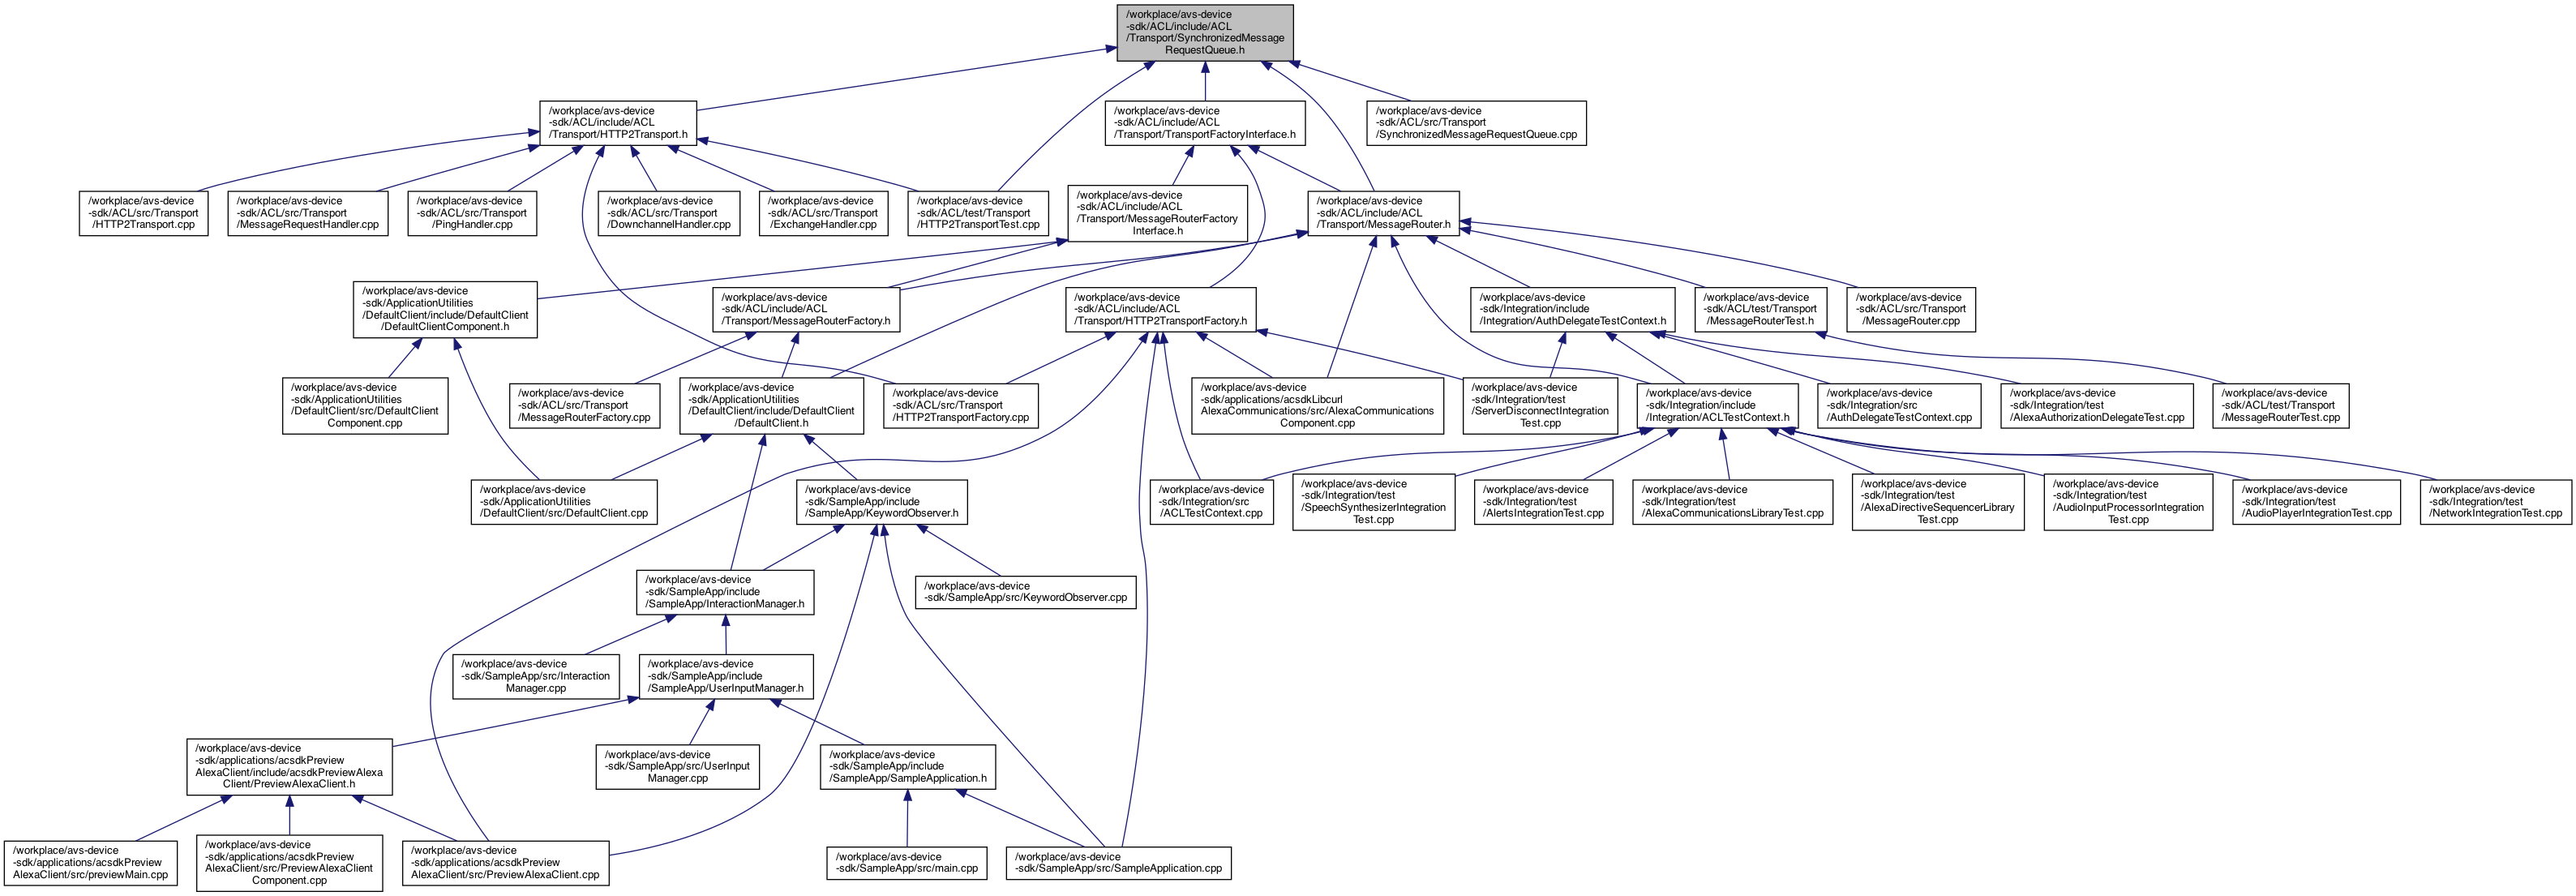 /workplace/avs-device
-sdk/ACL/include/ACL
/Transport/SynchronizedMessage
RequestQueue.h
/workplace/avs-device
-sdk/ACL/include/ACL
/Transport/HTTP2Transport.h
/workplace/avs-device
-sdk/ACL/include/ACL
/Transport/TransportFactoryInterface.h
/workplace/avs-device
-sdk/ACL/src/Transport
/SynchronizedMessageRequestQueue.cpp
/workplace/avs-device
-sdk/ACL/src/Transport
/HTTP2Transport.cpp
/workplace/avs-device
-sdk/ACL/src/Transport
/MessageRequestHandler.cpp
/workplace/avs-device
-sdk/ACL/src/Transport
/PingHandler.cpp
/workplace/avs-device
-sdk/ACL/src/Transport
/DownchannelHandler.cpp
/workplace/avs-device
-sdk/ACL/src/Transport
/ExchangeHandler.cpp
/workplace/avs-device
-sdk/ACL/test/Transport
/HTTP2TransportTest.cpp
/workplace/avs-device
-sdk/ACL/include/ACL
/Transport/MessageRouterFactory
Interface.h
/workplace/avs-device
-sdk/ACL/include/ACL
/Transport/MessageRouter.h
/workplace/avs-device
-sdk/ApplicationUtilities
/DefaultClient/include/DefaultClient
/DefaultClientComponent.h
/workplace/avs-device
-sdk/ACL/include/ACL
/Transport/MessageRouterFactory.h
/workplace/avs-device
-sdk/ACL/include/ACL
/Transport/HTTP2TransportFactory.h
/workplace/avs-device
-sdk/Integration/include
/Integration/AuthDelegateTestContext.h
/workplace/avs-device
-sdk/ACL/test/Transport
/MessageRouterTest.h
/workplace/avs-device
-sdk/ACL/src/Transport
/MessageRouter.cpp
/workplace/avs-device
-sdk/ApplicationUtilities
/DefaultClient/src/DefaultClient
Component.cpp
/workplace/avs-device
-sdk/ACL/src/Transport
/MessageRouterFactory.cpp
/workplace/avs-device
-sdk/ApplicationUtilities
/DefaultClient/include/DefaultClient
/DefaultClient.h
/workplace/avs-device
-sdk/ACL/src/Transport
/HTTP2TransportFactory.cpp
/workplace/avs-device
-sdk/applications/acsdkLibcurl
AlexaCommunications/src/AlexaCommunications
Component.cpp
/workplace/avs-device
-sdk/Integration/test
/ServerDisconnectIntegration
Test.cpp
/workplace/avs-device
-sdk/Integration/include
/Integration/ACLTestContext.h
/workplace/avs-device
-sdk/Integration/src
/AuthDelegateTestContext.cpp
/workplace/avs-device
-sdk/Integration/test
/AlexaAuthorizationDelegateTest.cpp
/workplace/avs-device
-sdk/ACL/test/Transport
/MessageRouterTest.cpp
/workplace/avs-device
-sdk/ApplicationUtilities
/DefaultClient/src/DefaultClient.cpp
/workplace/avs-device
-sdk/SampleApp/include
/SampleApp/KeywordObserver.h
/workplace/avs-device
-sdk/Integration/src
/ACLTestContext.cpp
/workplace/avs-device
-sdk/Integration/test
/SpeechSynthesizerIntegration
Test.cpp
/workplace/avs-device
-sdk/Integration/test
/AlertsIntegrationTest.cpp
/workplace/avs-device
-sdk/Integration/test
/AlexaCommunicationsLibraryTest.cpp
/workplace/avs-device
-sdk/Integration/test
/AlexaDirectiveSequencerLibrary
Test.cpp
/workplace/avs-device
-sdk/Integration/test
/AudioInputProcessorIntegration
Test.cpp
/workplace/avs-device
-sdk/Integration/test
/AudioPlayerIntegrationTest.cpp
/workplace/avs-device
-sdk/Integration/test
/NetworkIntegrationTest.cpp
/workplace/avs-device
-sdk/SampleApp/include
/SampleApp/InteractionManager.h
/workplace/avs-device
-sdk/SampleApp/src/KeywordObserver.cpp
/workplace/avs-device
-sdk/SampleApp/src/Interaction
Manager.cpp
/workplace/avs-device
-sdk/SampleApp/include
/SampleApp/UserInputManager.h
/workplace/avs-device
-sdk/applications/acsdkPreview
AlexaClient/include/acsdkPreviewAlexa
Client/PreviewAlexaClient.h
/workplace/avs-device
-sdk/SampleApp/src/UserInput
Manager.cpp
/workplace/avs-device
-sdk/SampleApp/include
/SampleApp/SampleApplication.h
/workplace/avs-device
-sdk/applications/acsdkPreview
AlexaClient/src/previewMain.cpp
/workplace/avs-device
-sdk/applications/acsdkPreview
AlexaClient/src/PreviewAlexaClient
Component.cpp
/workplace/avs-device
-sdk/applications/acsdkPreview
AlexaClient/src/PreviewAlexaClient.cpp
/workplace/avs-device
-sdk/SampleApp/src/main.cpp
/workplace/avs-device
-sdk/SampleApp/src/SampleApplication.cpp